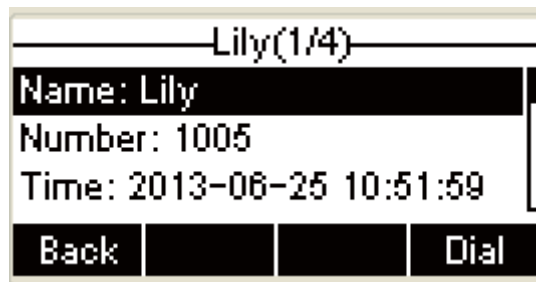 Lily(1/4)
Name: Lily
Number: 1005
Time: 2013-06-25 10:51:59
Back Dial